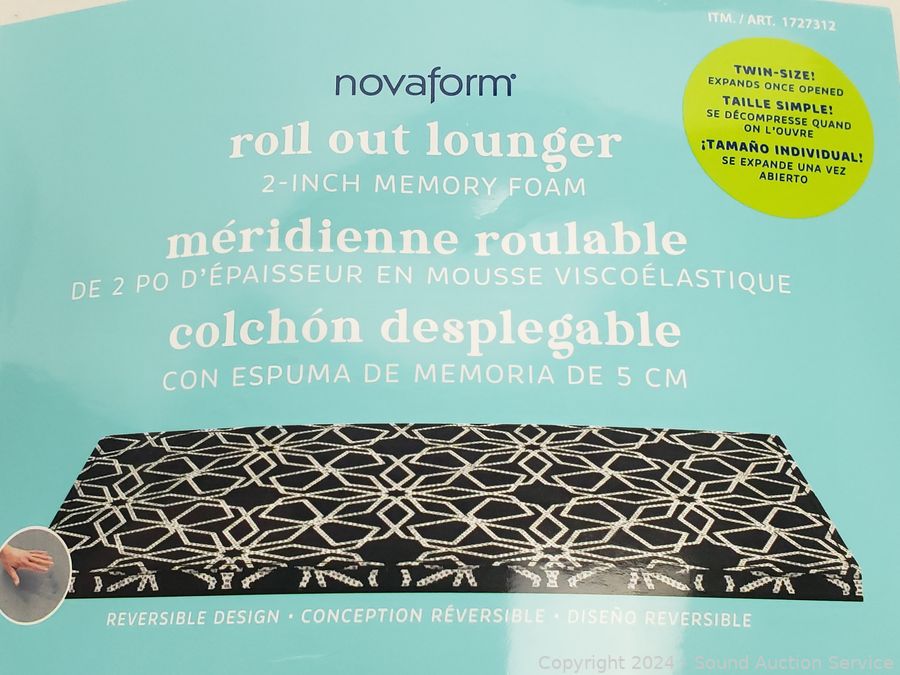 ITM. / ART. 1727312
novaform
TWIN-SIZE!
EXPANDS ONCE OPENED
TAILLE SIMPLE!
SE DÉCOMPRESSE QUAND
ON L'OUVRE
¡TAMAÑO INDIVIDUAL!
SE EXPANDE UNA VEZ
ABIERTO
roll out lounger
2-INCH MEMORY FOAM
méridienne roulable
DE 2 PO D'ÉPAISSEUR EN MOUSSE VISCOÉLASTIQUE
colchón desplegable
CON ESPUMA DE MEMORIA DE 5 CM
REVERSIBLE DESIGN • CONCEPTION RÉVERSIBLE • DISEÑO REVERSIBLE
Copyright 2024 - Sound Auction Service